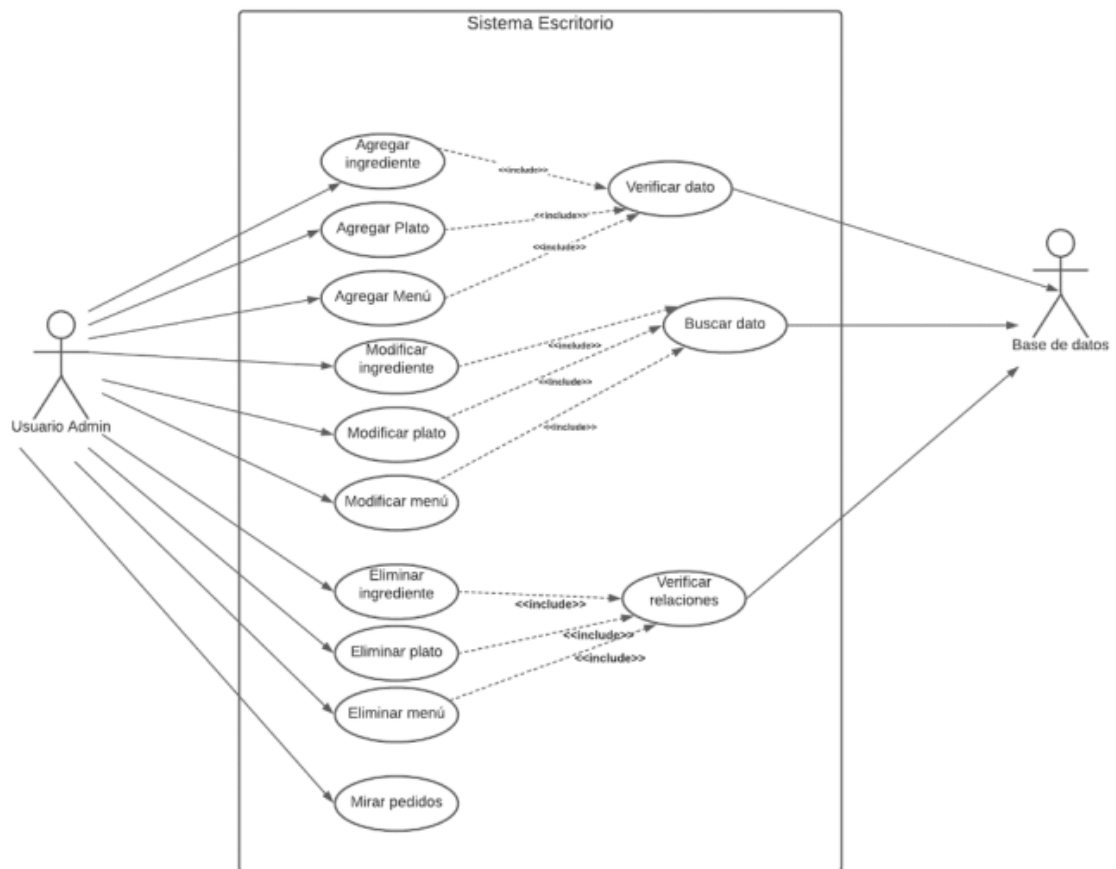 Sistema Escritorio
Agregar
ingrediente
<<include>>
Verificar dato
Agregar Plato
<<include>>
<<include>>
Agregar Menú
Buscar dato
Base de datos
Modificar
ingrediente
<<include>>
<<include>>
Usuario Admin
Modificar plato
<<include>>
Modificar menú
Eliminar
ingrediente
Verificar
relaciones
<<include>>
<<include>>
Eliminar plato
<<include>>
Eliminar menú
Mirar pedidos